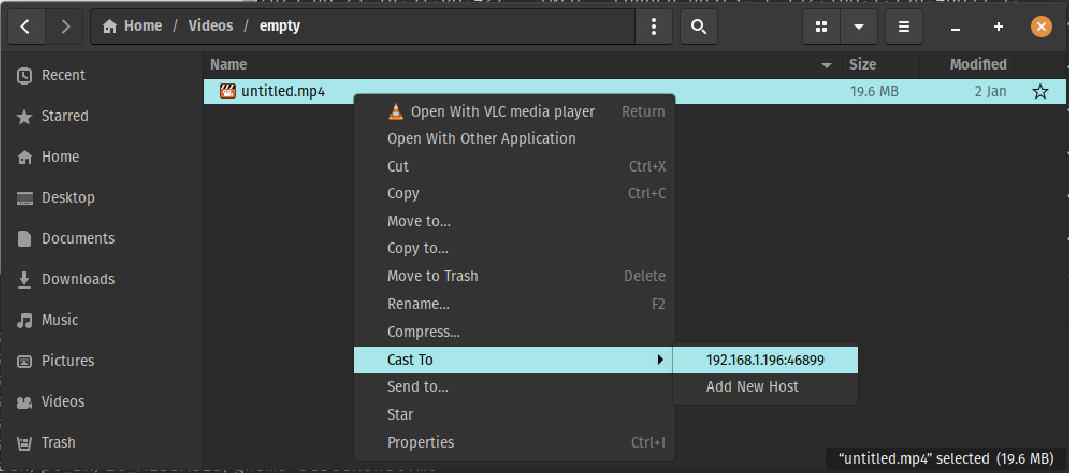 Home / Videos / empty
Name Size Modified
Recent
untitled.mp4 19.6 MB 2 Jan
Starred
Home
Desktop
Documents
Downloads
Music
Pictures
Videos
Trash
Open With VLC media player Return
Open With Other Application
Cut Ctrl+X
Copy Ctrl+C
Move to...
Copy to...
Move to Trash Delete
Rename... F2
Compress...
Cast To
Send to...
Star
Properties Ctrl+I
192.168.1.196:46899
Add New Host
“untitled.mp4” selected (19.6 MB)